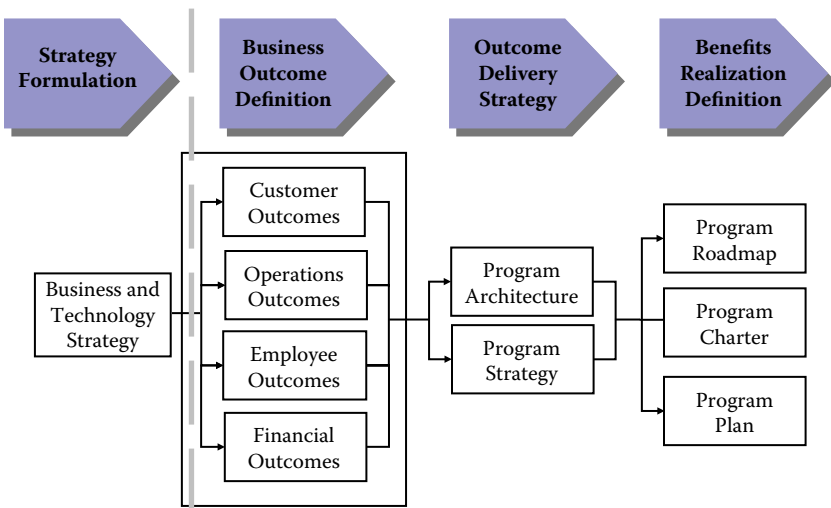 Strategy
Formulation
Business
Outcome
Definition
Outcome
Delivery
Strategy
Benefits
Realization
Definition
Business and
Technology
Strategy
Customer
Outcomes
Operations
Outcomes
Employee
Outcomes
Financial
Outcomes
Program
Architecture
Program
Strategy
Program
Roadmap
Program
Charter
Program
Plan